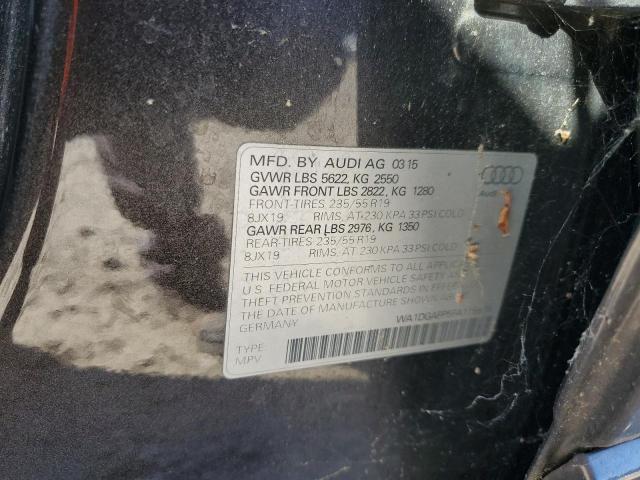 MFD. BY AUDI AG 03 15
GVWR LBS 5622, KG 2550
GAWR FRONT LBS 2822, KG 1280
FRONT-TIRES 235/55 R19
8JX19 RIMS, AT 230 KPA 33 PSI COLD
GAWR REAR LBS 2976, KG 1350
REAR-TIRES 235/55 R19
8JX19 RIMS, AT 230 KPA 33 PSI COLD
THIS VEHICLE CONFORMS TO ALL
U.S. FEDERAL MOTOR VEHICLE SAFETY
THEFT PREVENTION STANDARDS IN EFFECT
THE DATE OF MANUFACTURE SHOWN
GERMANY
TYPE:
MPV
Audi